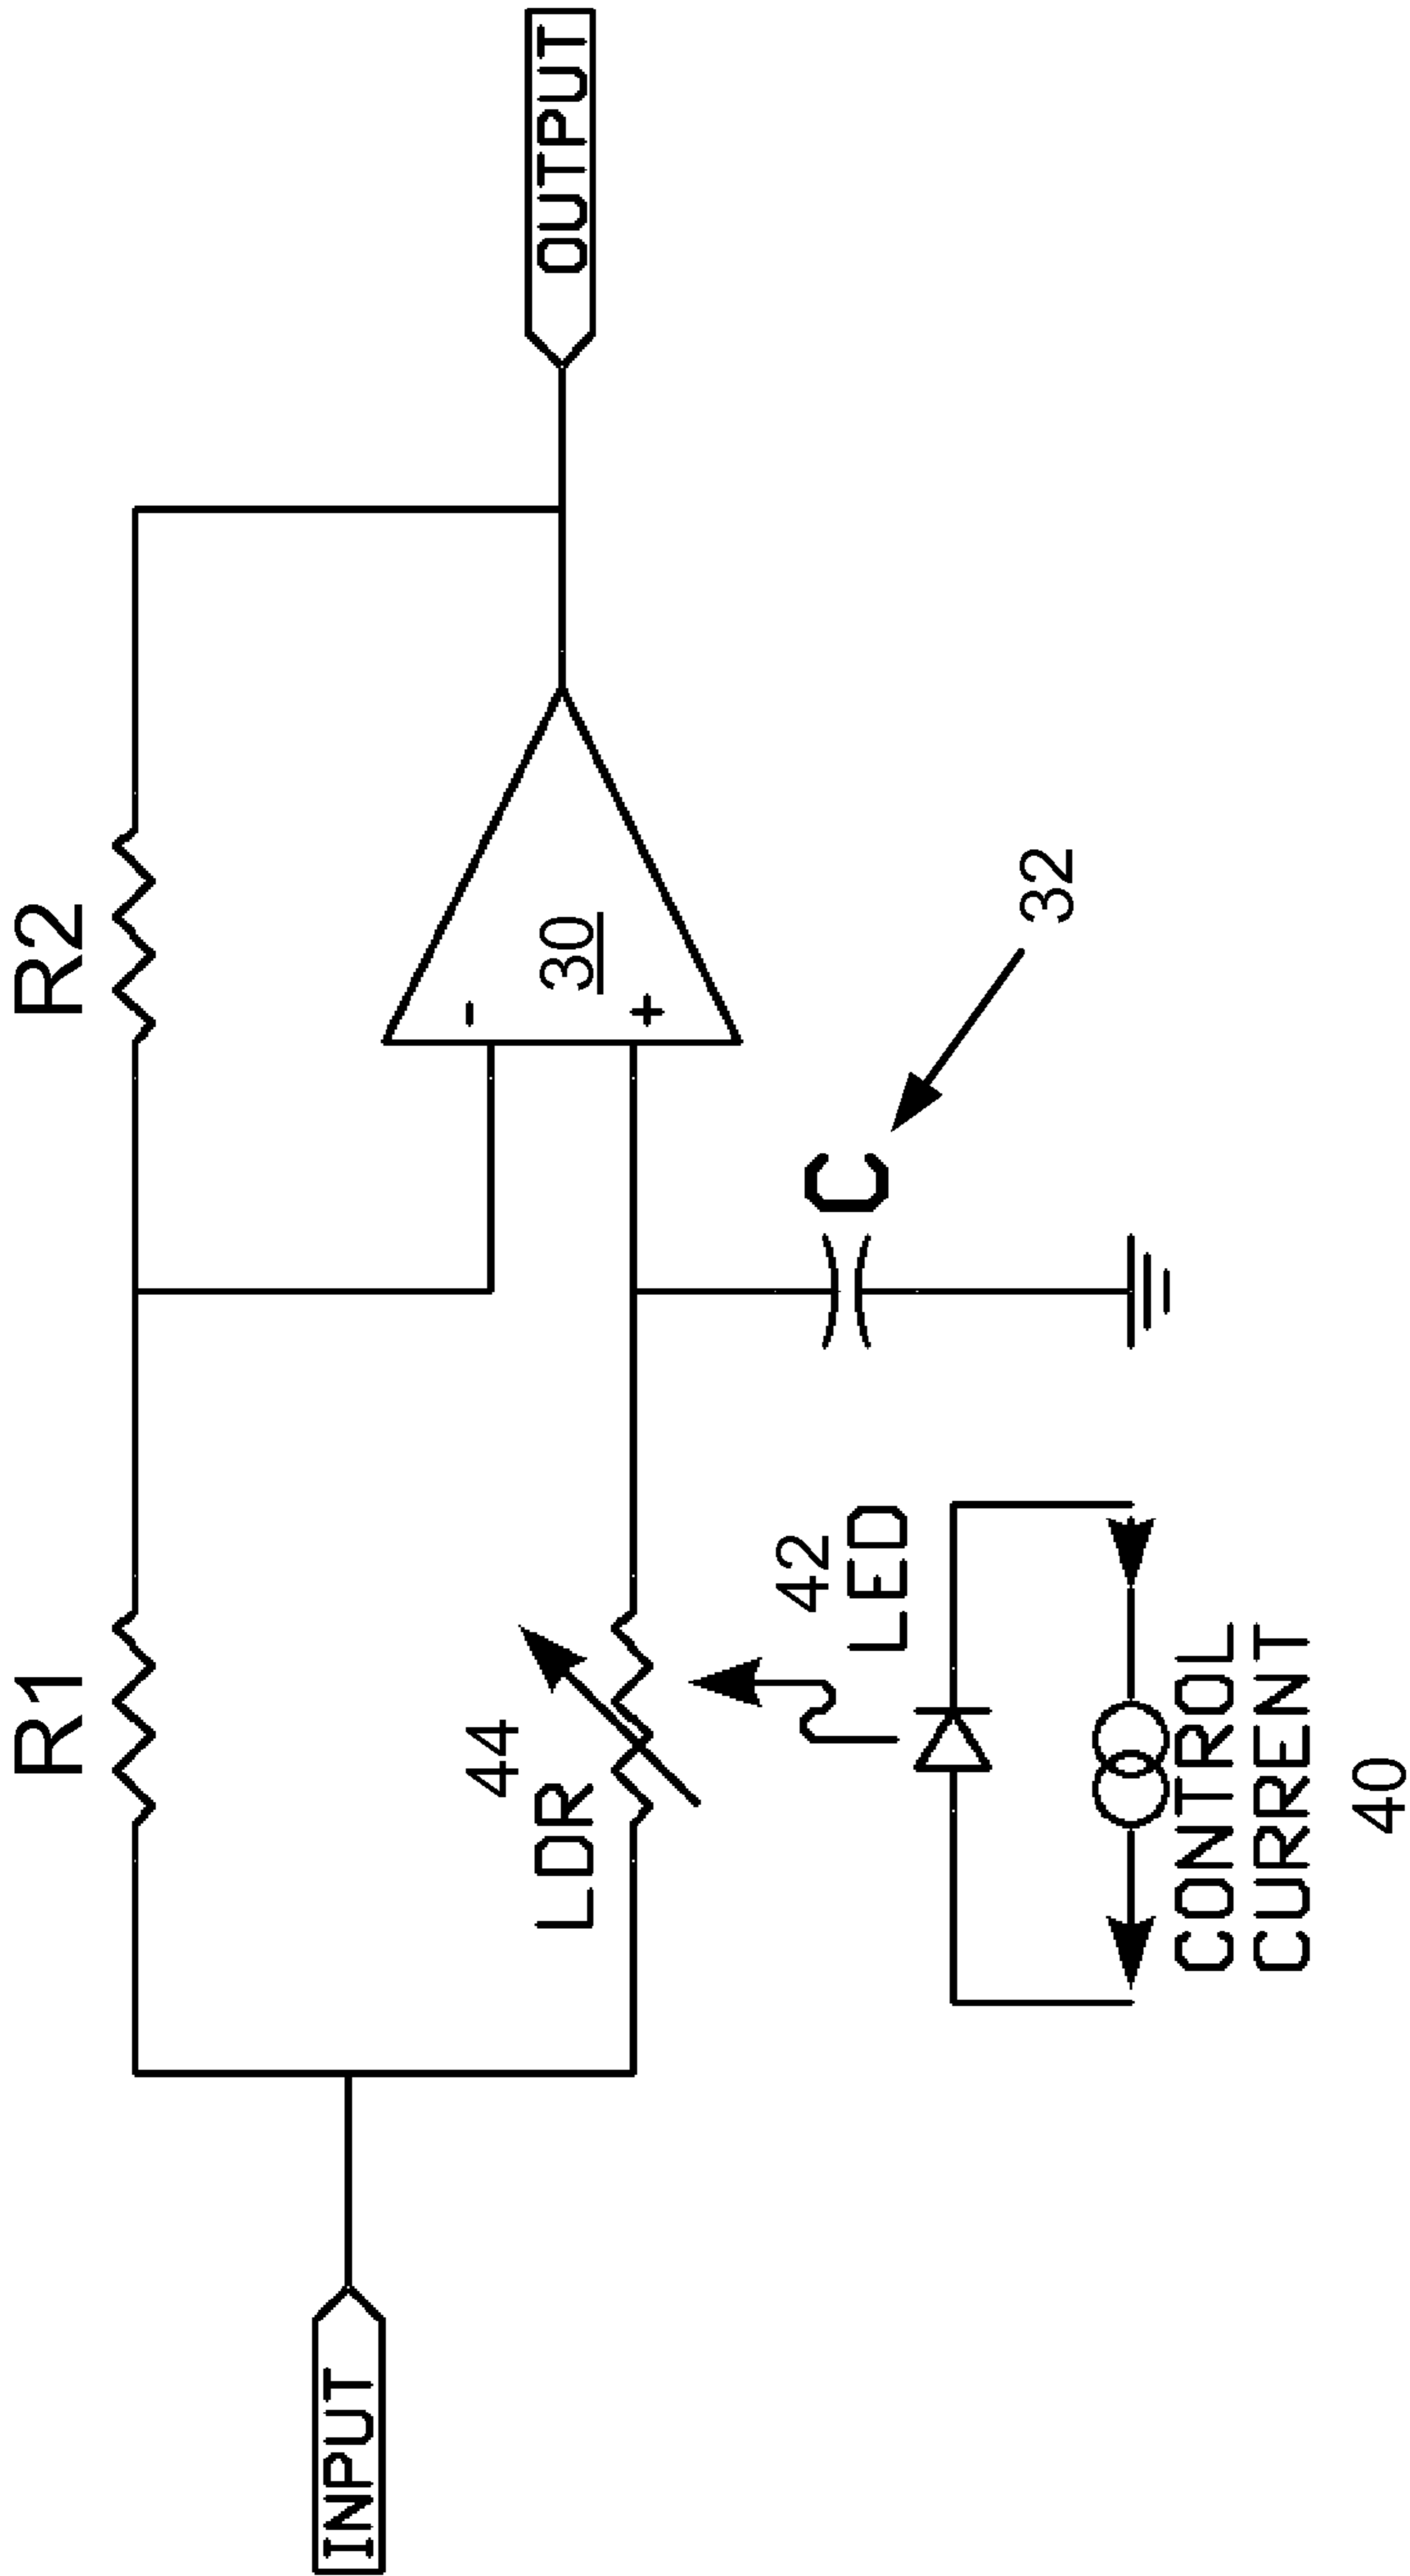 R1
R2
INPUT
44
LDR
-
30
+
OUTPUT
42
LED
C
32
CONTROL
CURRENT
40